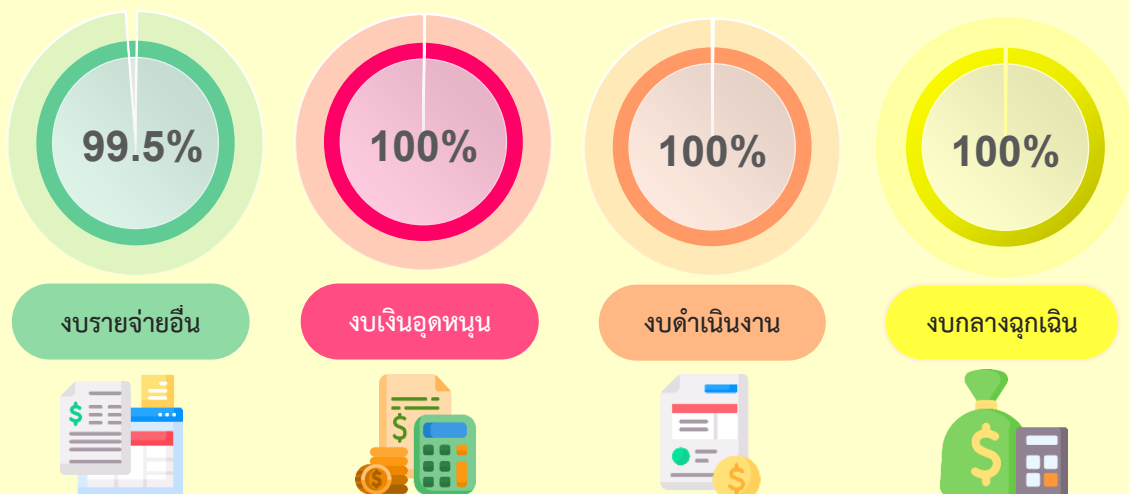 99.5%
100%
100%
100%
งบรายจ่ายอื่น
งบเงินอุดหนุน
งบดำเนินงาน
งบกลางฉุกเฉิน
$
$
$
$
$